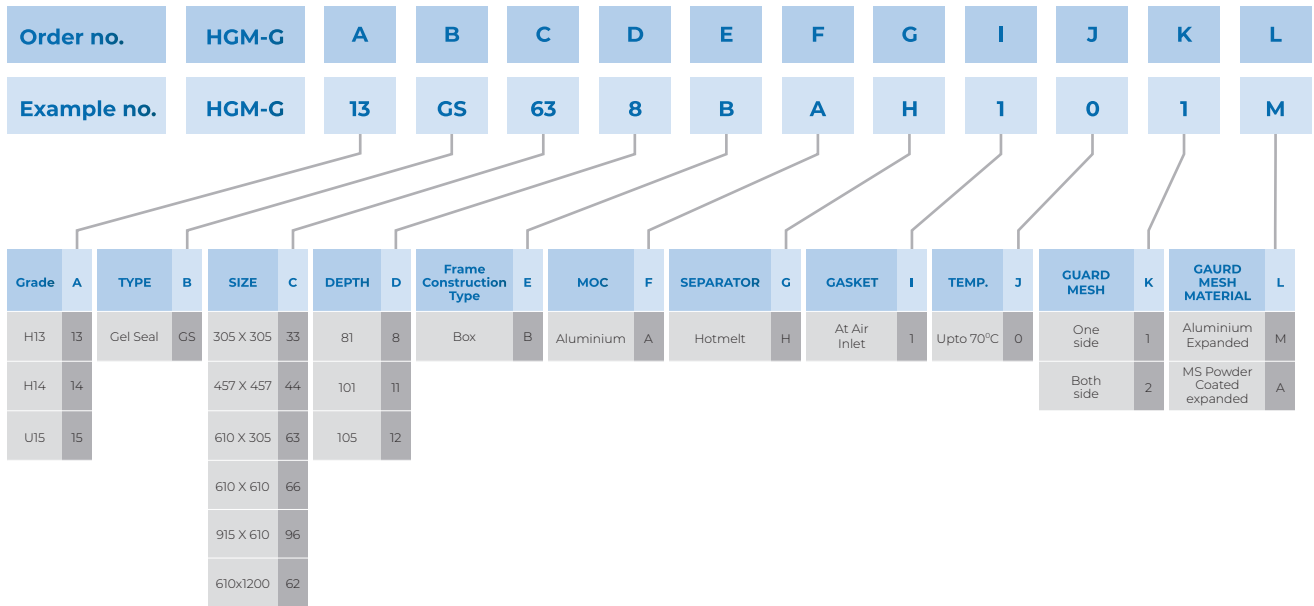 Order no. HGM-G A B C D E F G I J K L
Example no. HGM-G 13 GS 63 8 B A H 1 0 1 M
Grade A TYPE B SIZE C DEPTH D Frame Construction Type E MOC F SEPARATOR G GASKET I TEMP. J GUARD MESH K GAURD MESH MATERIAL L
H13 13 Gel Seal GS 305 X 305 33 81 8 Box B Aluminium A Hotmelt H At Air Inlet 1 Upto 70⁰C 0 One side 1 Aluminium Expanded M
H14 14 457 X 457 44 101 11 Both side 2 MS Powder Coated expanded A
U15 15 610 X 305 63 105 12
610 X 610 66
915 X 610 96
610x1200 62